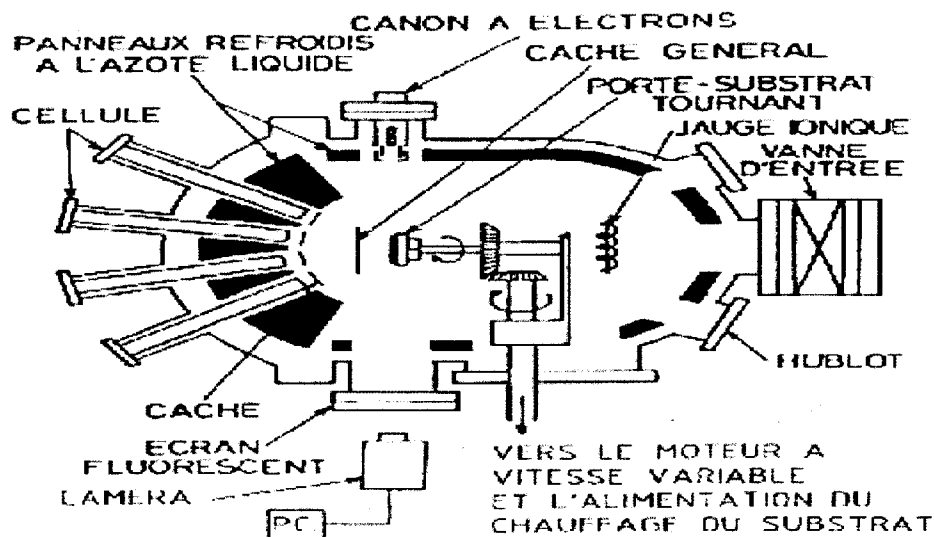 CANON A ELECTRONS
PANNEAUX REFROIDIS
A L'AZOTE LIQUIDE
CACHE GENERAL
PORTE-SUBSTRAT
TOURNANT
CELLULE
JAUGE IONIQUE
VANNE
D'ENTREE
HUBLOT
CACHE
ECRAN
FLUORESCENT
CAMERA
PC
VERS LE MOTEUR A
VITESSE VARIABLE
ET L'ALIMENTATION DU
CHAUFFAGE DU SUBSTRAT